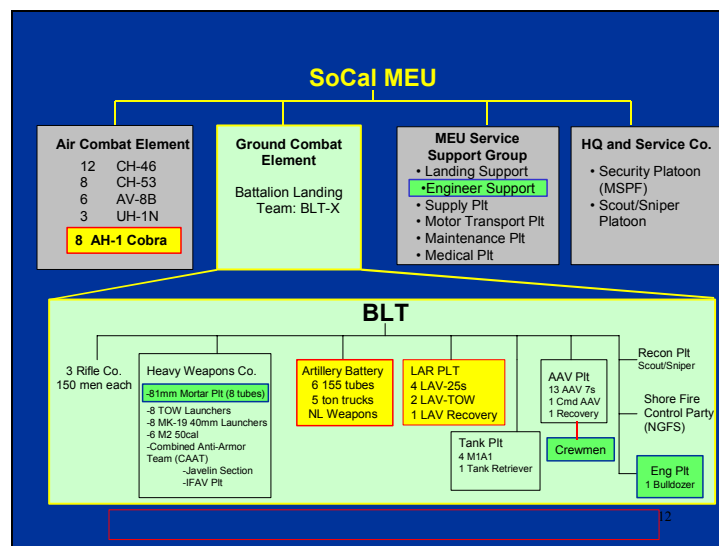 SoCal MEU
Air Combat Element
12 CH-46
8 CH-53
6 AV-8B
3 UH-1N
8 AH-1 Cobra
Ground Combat
Element
Battalion Landing
Team: BLT-X
MEU Service
Support Group
• Landing Support
•Engineer Support
• Supply Plt
• Motor Transport Plt
• Maintenance Plt
• Medical Plt
HQ and Service Co.
• Security Platoon
(MSPF)
• Scout/Sniper
Platoon
BLT
3 Rifle Co.
150 men each
Heavy Weapons Co.
-81mm Mortar Plt (8 tubes)
-8 TOW Launchers
-8 MK-19 40mm Launchers
-6 M2 50cal
-Combined Anti-Armor
Team (CAAT)
-Javelin Section
-IFAV Plt
Artillery Battery
6 155 tubes
5 ton trucks
NL Weapons
LAR PLT
4 LAV-25s
2 LAV-TOW
1 LAV Recovery
Tank Plt
4 M1A1
1 Tank Retriever
AAV Plt
13 AAV 7s
1 Cmd AAV
1 Recovery
Crewmen
Recon Plt
Scout/Sniper
Shore Fire
Control Party
(NGFS)
Eng Plt
1 Bulldozer
12